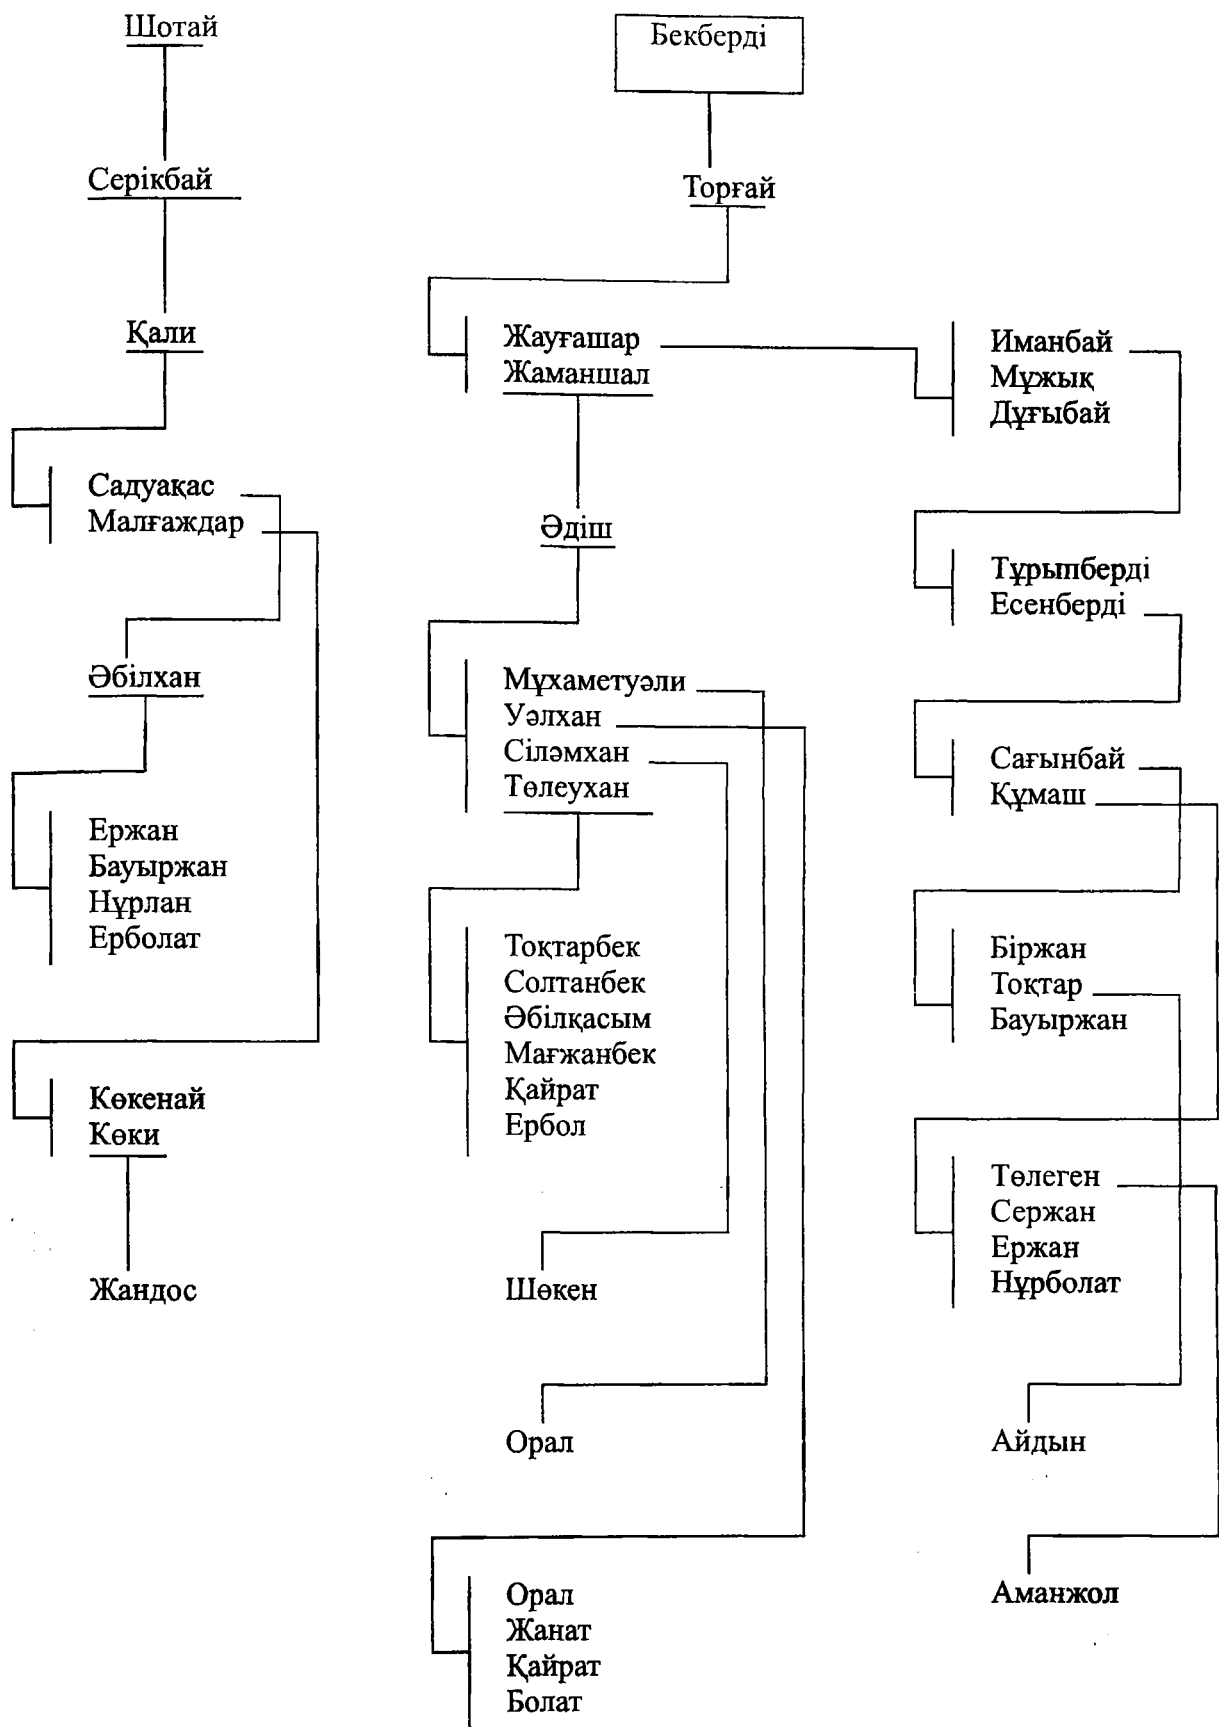 Шотай
Серікбай
Қали
Садуақас
Малғаждар
Әбілхан
Ержан
Бауыржан
Нұрлан
Ерболат
Көкенай
Көки
Жандос
Бекберді
Торғай
Жауғашар
Жаманшал
Әдіш
Мұхаметуәли
Уәлхан
Сіләмхан
Төлеухан
Тоқтарбек
Солтанбек
Әбілқасым
Мағжанбек
Қайрат
Ербол
Шөкен
Орал
Орал
Жанат
Қайрат
Болат
Иманбай
Мұжық
Дұғыбай
Тұрыпберді
Есенберді
Сағынбай
Құмаш
Біржан
Тоқтар
Бауыржан
Төлеген
Сержан
Ержан
Нұрболат
Айдын
Аманжол